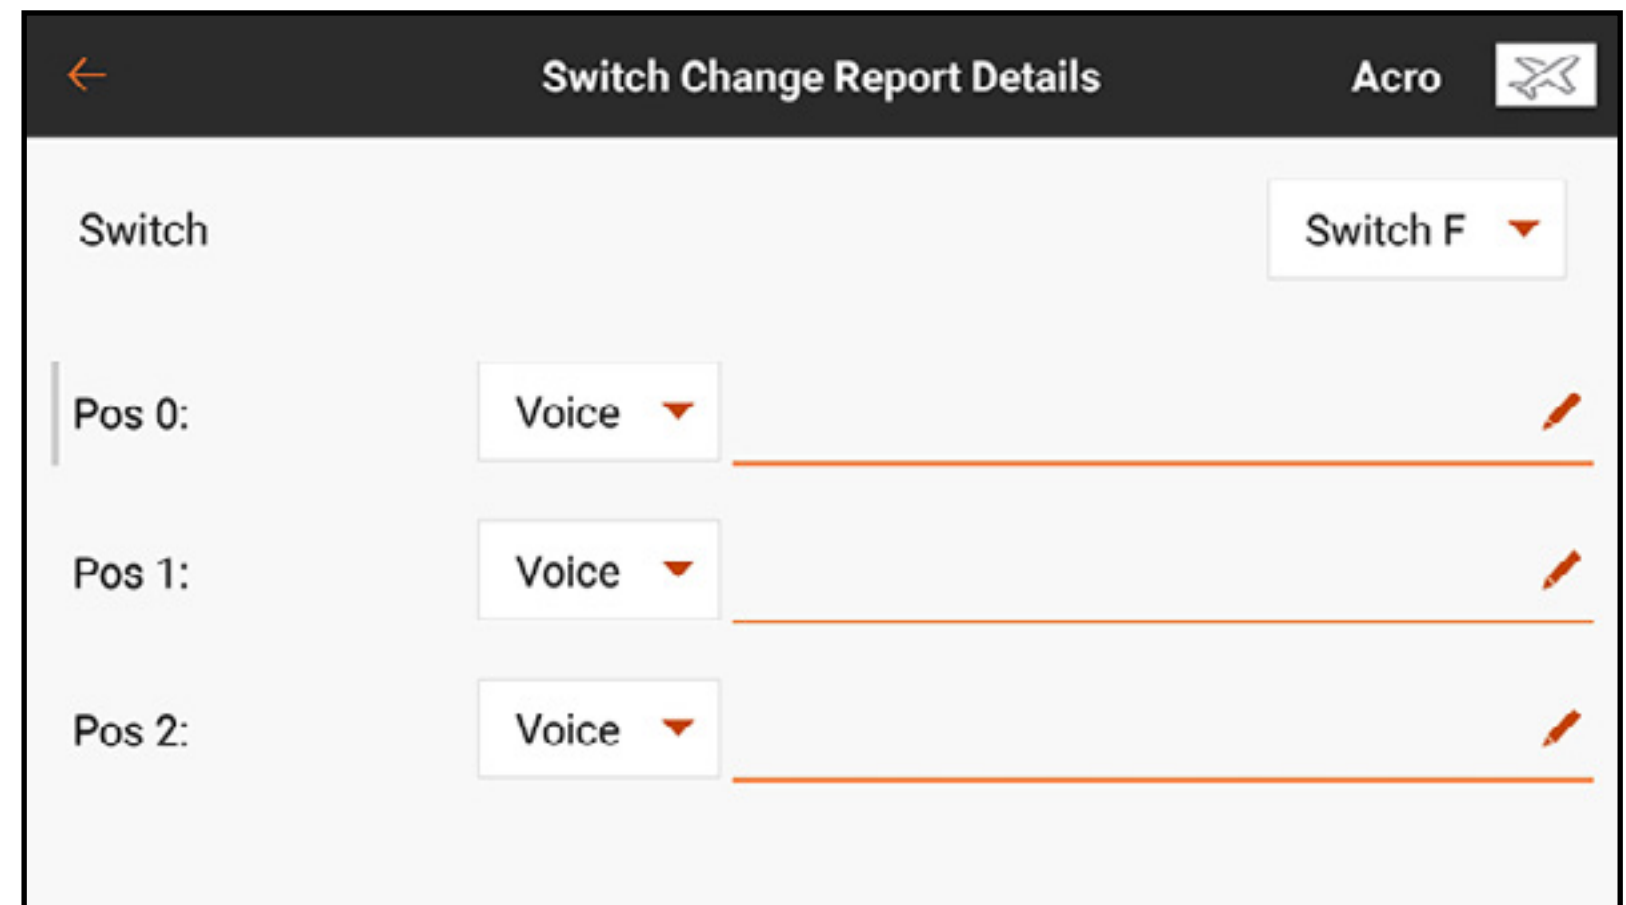 Switch Change Report Details Acro
Switch Switch F
Pos 0: Voice
Pos 1: Voice
Pos 2: Voice